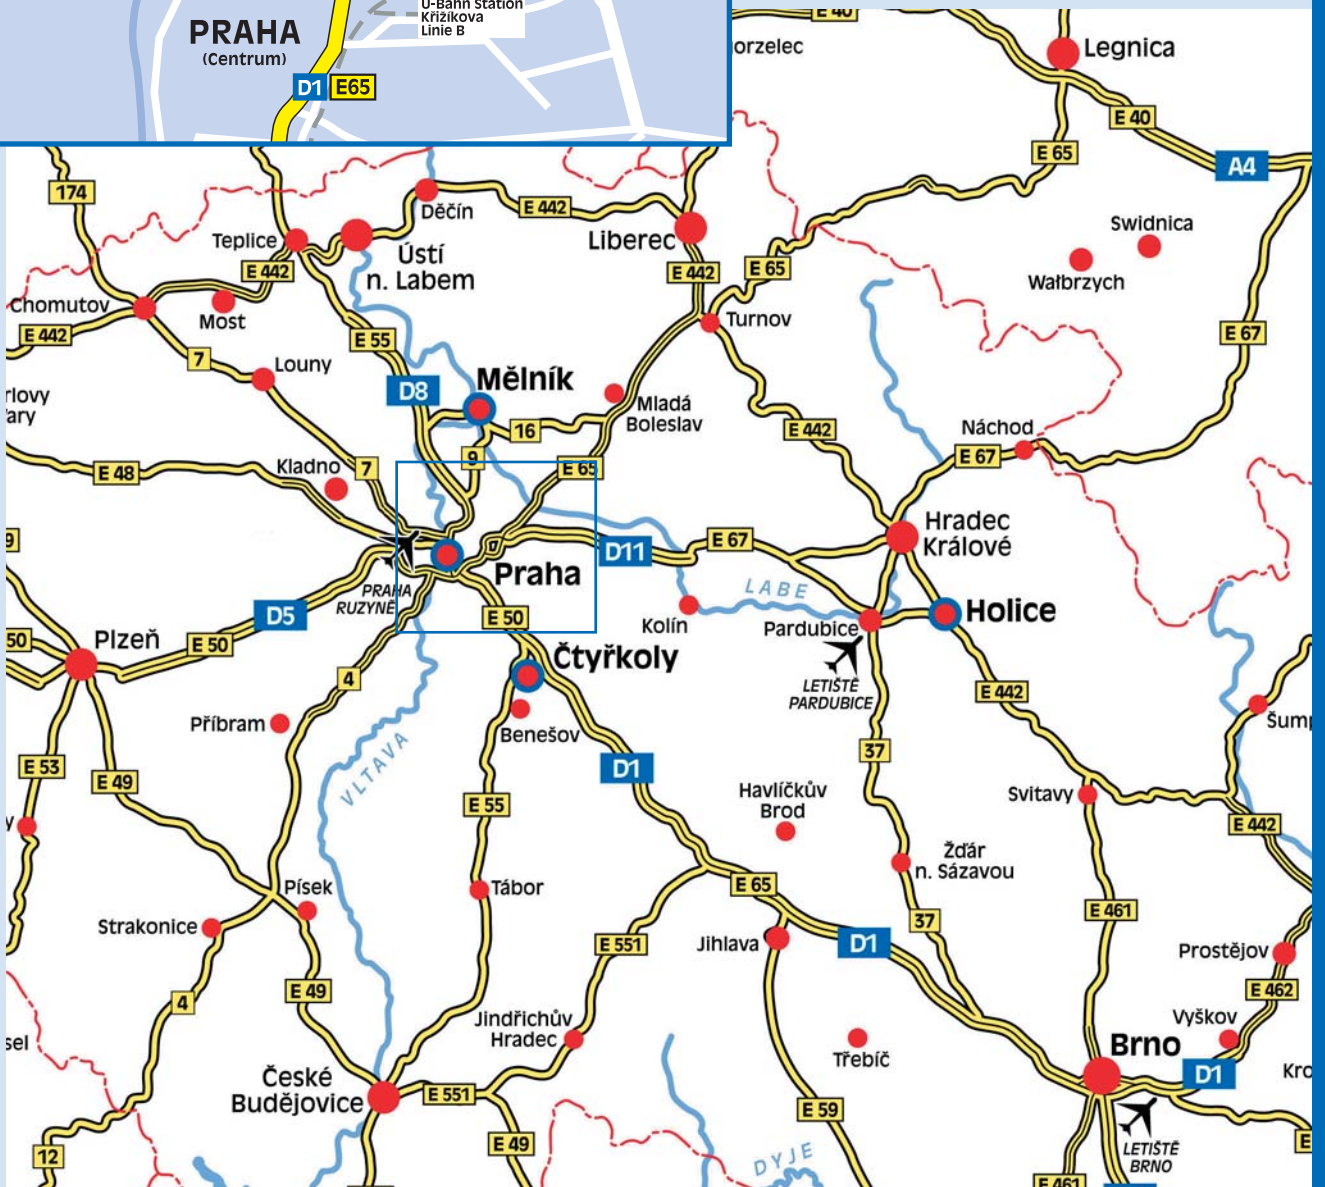 U-Bahn Station
Křižíkova
Linie B
PRAHA
(Centrum)
D1
E65
E 40
Legnica
E 40
E 65
A4
174
Děčín
E 442
Teplice
Liberec
Swidnica
Ústí
n. Labem
E 442
E 442
E 65
Wałbrzych
Chomutov
Most
Turnov
E 442
7
E 55
E 67
Louny
D8
Mělník
Mladá
Boleslav
16
E 442
Náchod
E 67
E 48
Kladno
7
9
E 65
Hradec
Králové
D11
E 67
Praha
PRAHA
RUZYNĚ
LABE
D5
E 50
Kolín
Pardubice
Holice
50
Plzeň
E 50
Čtyřkoly
4
LETIŠTĚ
PARDUBICE
E 442
Příbram
Benešov
VLTAVA
37
E 53
E 49
D1
E 55
Havlíčkův
Brod
Svitavy
E 442
Žďár
n. Sázavou
Písek
Tábor
E 65
Strakonice
E 461
37
E 551
Jihlava
D1
Prostějov
E 49
4
E 462
Jindřichův
Hradec
Vyškov
Třebíč
Brno
České
Budějovice
E 551
D1
E 59
E 49
LETIŠTĚ
BRNO
12
DYJE
E 461